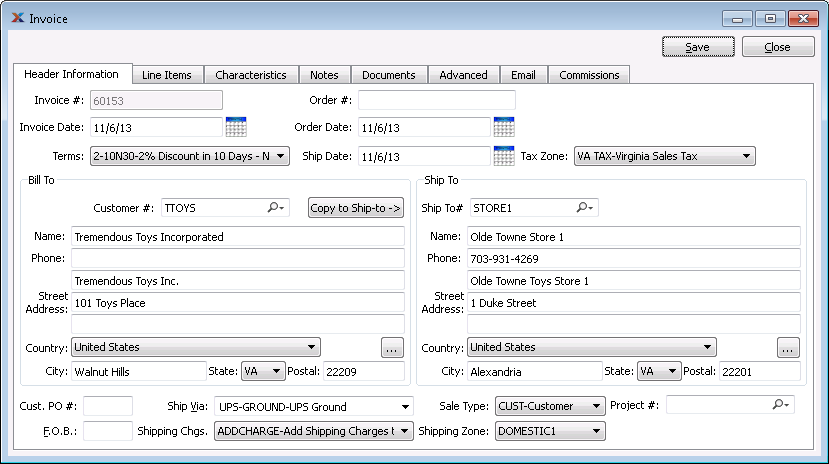 Invoice
Save Close
Header Information Line Items Characteristics Notes Documents Advanced Email Commissions
Invoice #: 60153 Order #:
Invoice Date: 11/6/13 Order Date: 11/6/13
Terms: 2-10N30-2% Discount in 10 Days - N Ship Date: 11/6/13 Tax Zone: VA TAX-Virginia Sales Tax
Bill To Ship To
Customer #: TTOYS Copy to Ship-to -> Ship To# STORE1
Name: Tremendous Toys Incorporated Name: Olde Towne Store 1
Phone: Phone: 703-931-4269
Tremendous Toys Inc. Olde Towne Toys Store 1
Street Address: 101 Toys Place Street Address: 1 Duke Street
Country: United States ... Country: United States ...
City: Walnut Hills State: VA Postal: 22209 City: Alexandria State: VA Postal: 22201
Cust. PO #: Ship Via: UPS-GROUND-UPS Ground Sale Type: CUST-Customer Project #:
F.O.B.: Shipping Chgs. ADDCHARGE-Add Shipping Charges t Shipping Zone: DOMESTIC1